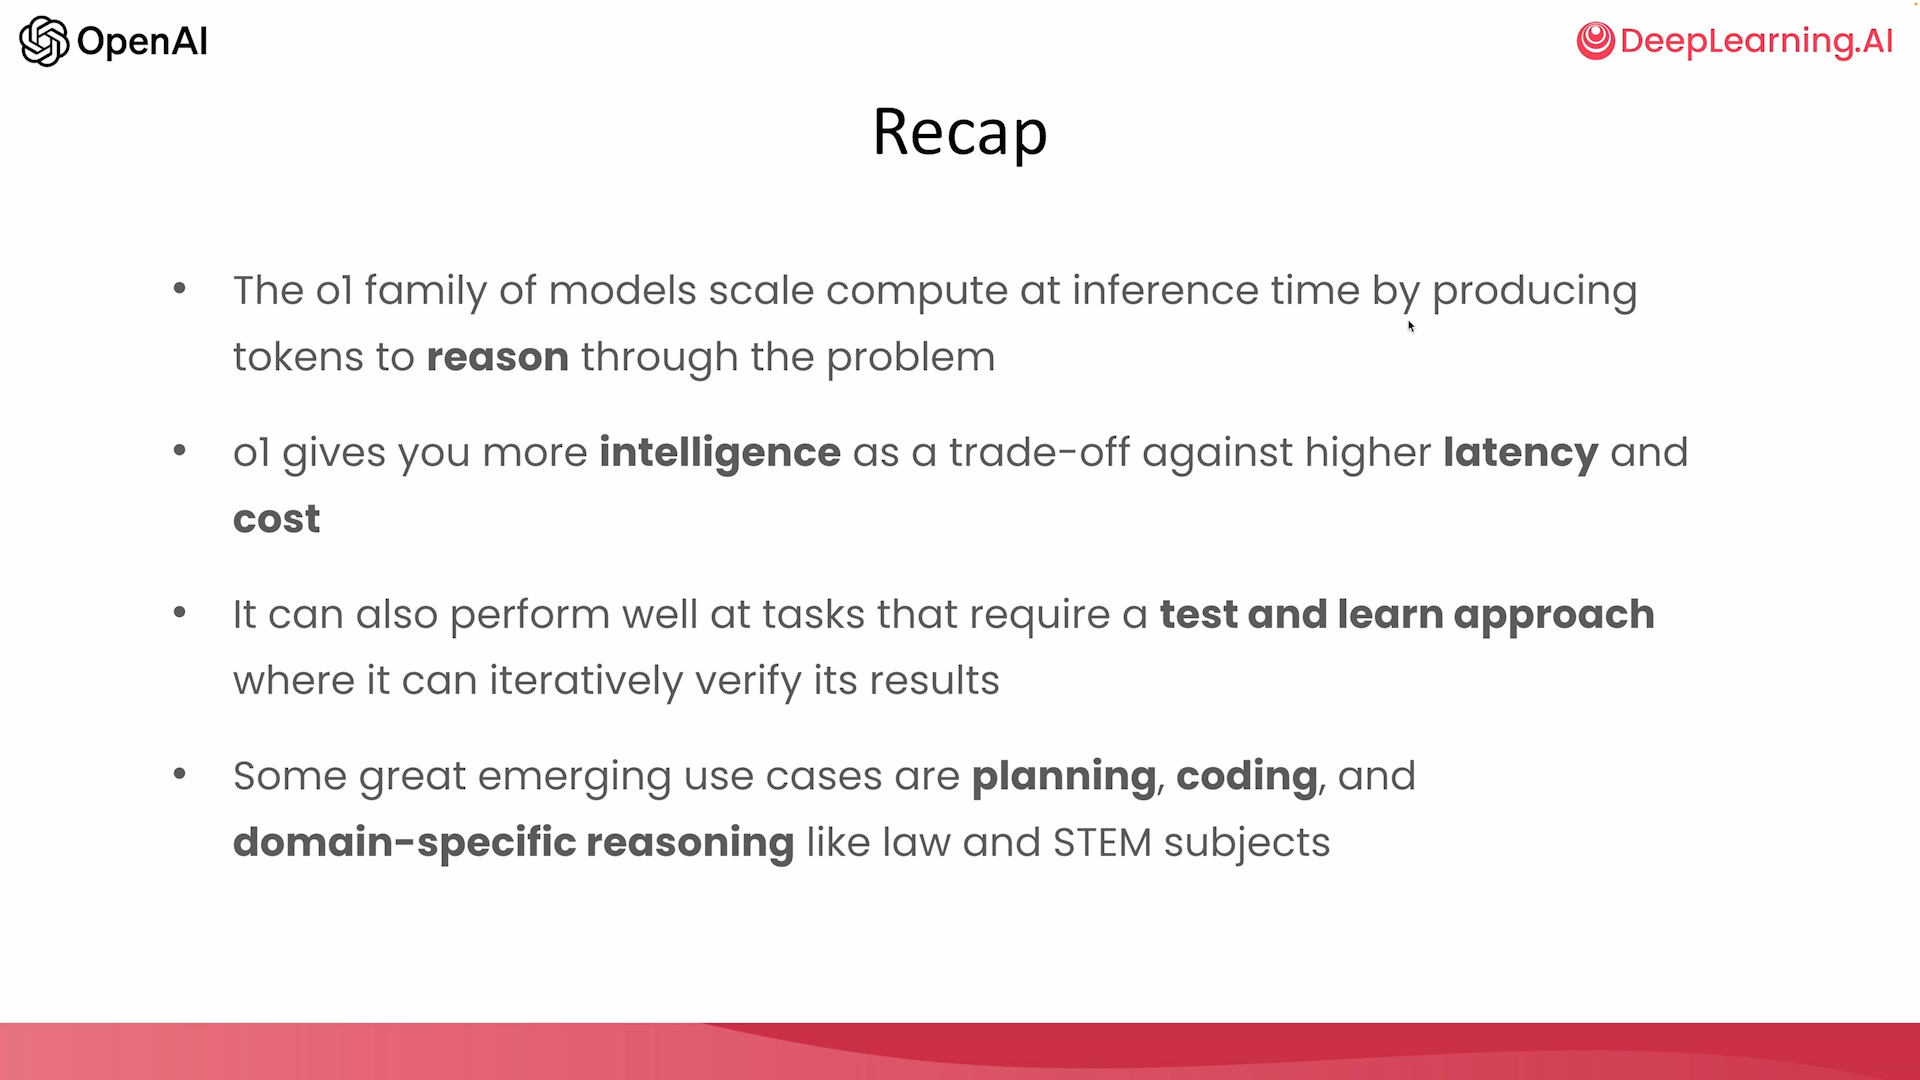 OpenAI
DeepLearning.AI
Recap
• The o1 family of models scale compute at inference time by producing
tokens to reason through the problem
• o1 gives you more intelligence as a trade-off against higher latency and
cost
• It can also perform well at tasks that require a test and learn approach
where it can iteratively verify its results
• Some great emerging use cases are planning, coding, and
domain-specific reasoning like law and STEM subjects